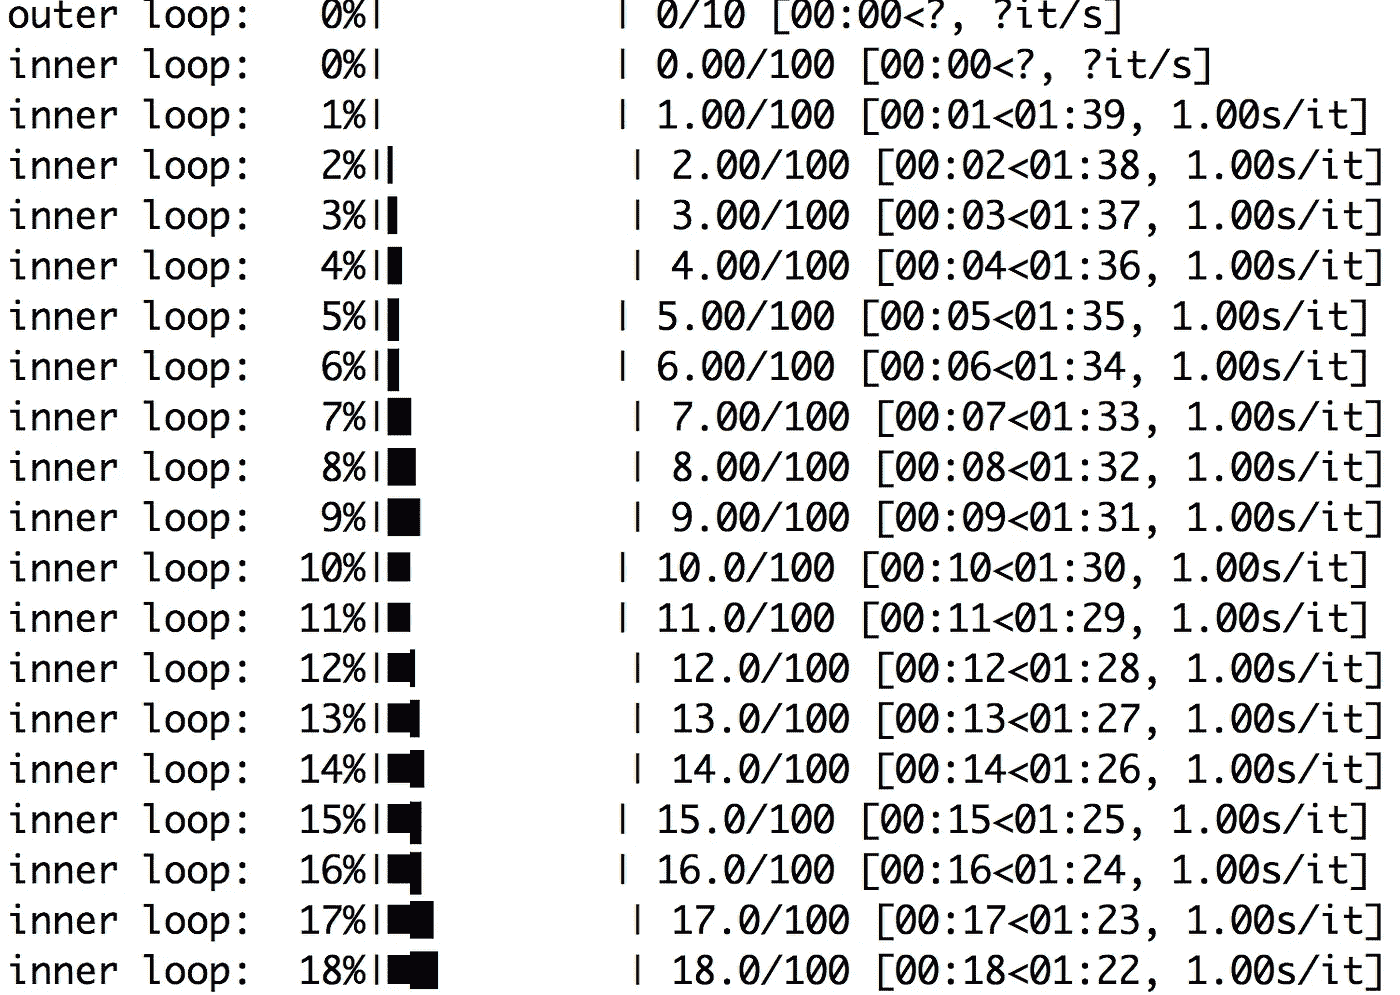 outer loop:   0%|          | 0/10 [00:00<?, ?it/s]
inner loop:   0%|          | 0.00/100 [00:00<?, ?it/s]
inner loop:   1%|          | 1.00/100 [00:01<01:39, 1.00s/it]
inner loop:   2%|▏         | 2.00/100 [00:02<01:38, 1.00s/it]
inner loop:   3%|▎         | 3.00/100 [00:03<01:37, 1.00s/it]
inner loop:   4%|▍         | 4.00/100 [00:04<01:36, 1.00s/it]
inner loop:   5%|▌         | 5.00/100 [00:05<01:35, 1.00s/it]
inner loop:   6%|▌         | 6.00/100 [00:06<01:34, 1.00s/it]
inner loop:   7%|▋         | 7.00/100 [00:07<01:33, 1.00s/it]
inner loop:   8%|▊         | 8.00/100 [00:08<01:32, 1.00s/it]
inner loop:   9%|▉         | 9.00/100 [00:09<01:31, 1.00s/it]
inner loop:  10%|█         | 10.0/100 [00:10<01:30, 1.00s/it]
inner loop:  11%|█         | 11.0/100 [00:11<01:29, 1.00s/it]
inner loop:  12%|█▏        | 12.0/100 [00:12<01:28, 1.00s/it]
inner loop:  13%|█▎        | 13.0/100 [00:13<01:27, 1.00s/it]
inner loop:  14%|█▍        | 14.0/100 [00:14<01:26, 1.00s/it]
inner loop:  15%|█▌        | 15.0/100 [00:15<01:25, 1.00s/it]
inner loop:  16%|█▌        | 16.0/100 [00:16<01:24, 1.00s/it]
inner loop:  17%|█▋        | 17.0/100 [00:17<01:23, 1.00s/it]
inner loop:  18%|█▊        | 18.0/100 [00:18<01:22, 1.00s/it]